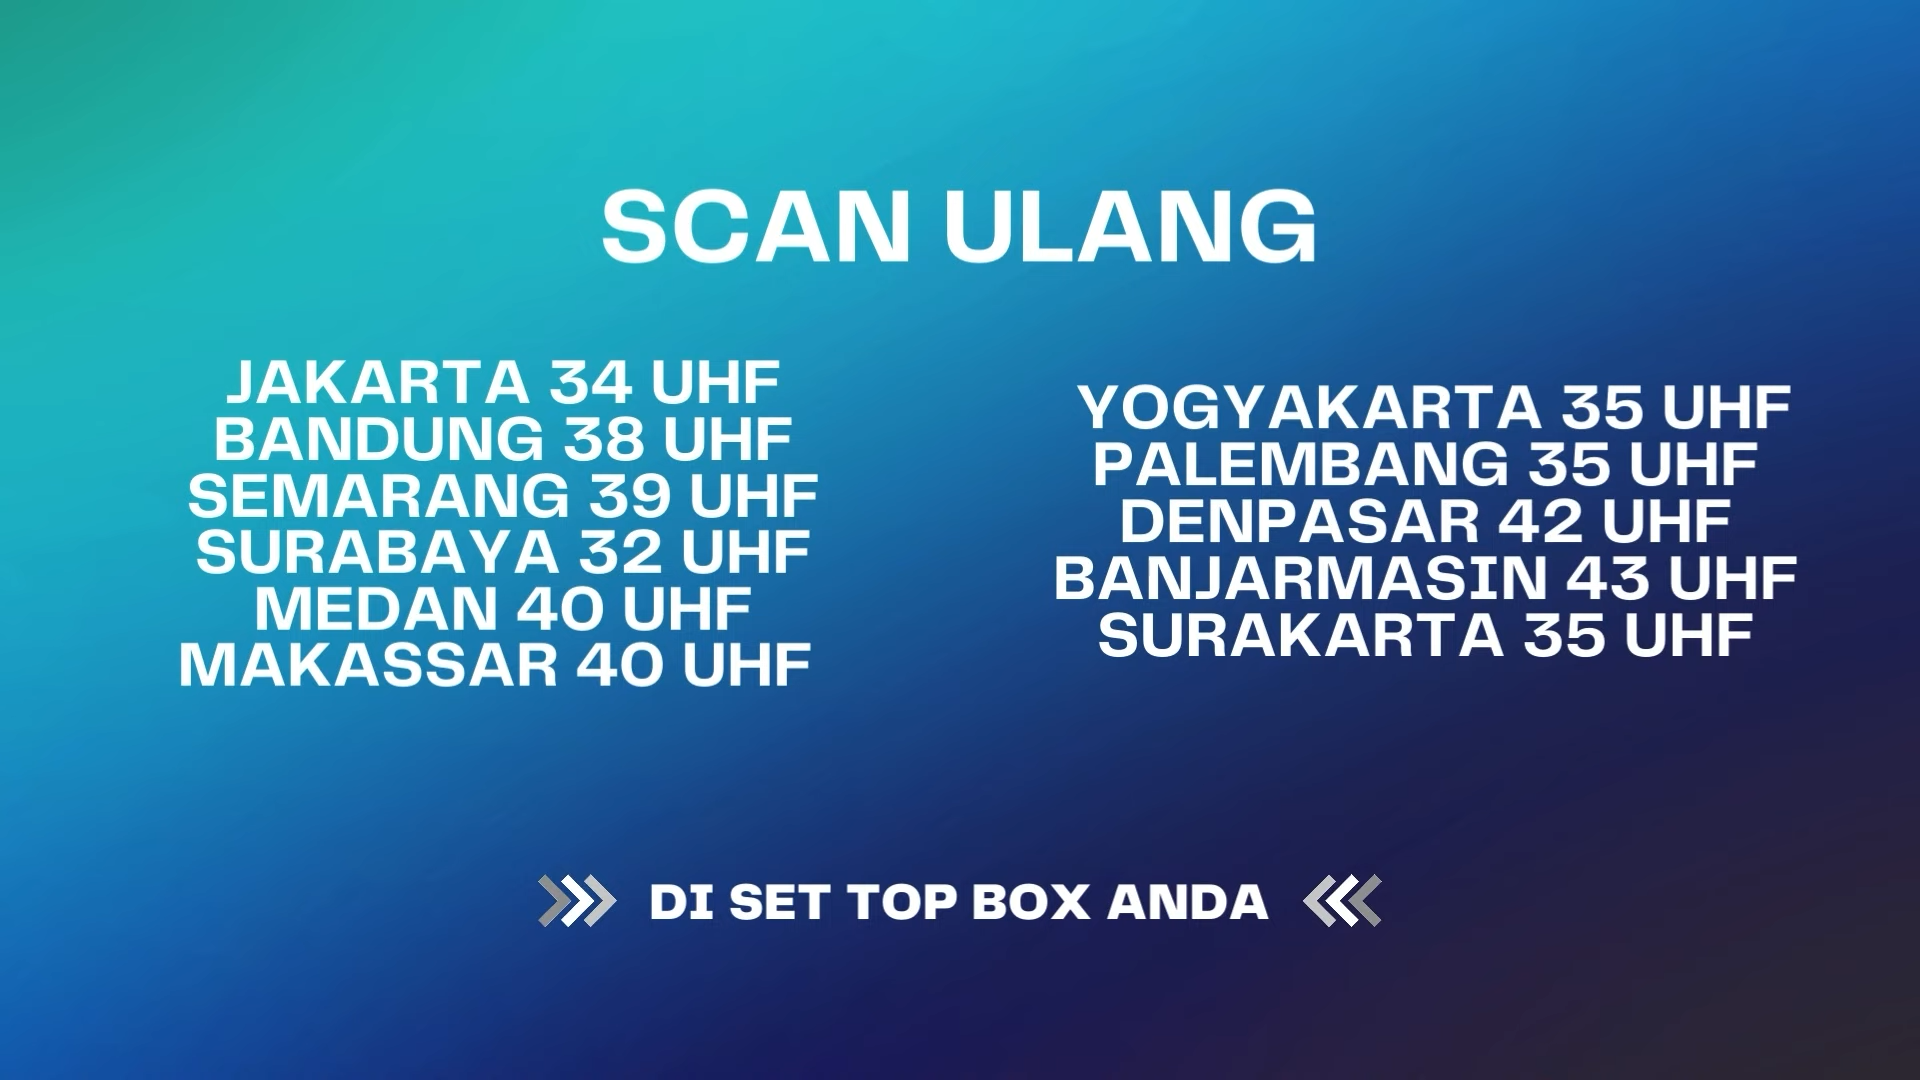 SCAN ULANG
JAKARTA 34 UHF
BANDUNG 38 UHF
SEMARANG 39 UHF
SURABAYA 32 UHF
MEDAN 40 UHF
MAKASSAR 40 UHF
YOGYAKARTA 35 UHF
PALEMBANG 35 UHF
DENPASAR 42 UHF
BANJARMASIN 43 UHF
SURAKARTA 35 UHF
DI SET TOP BOX ANDA